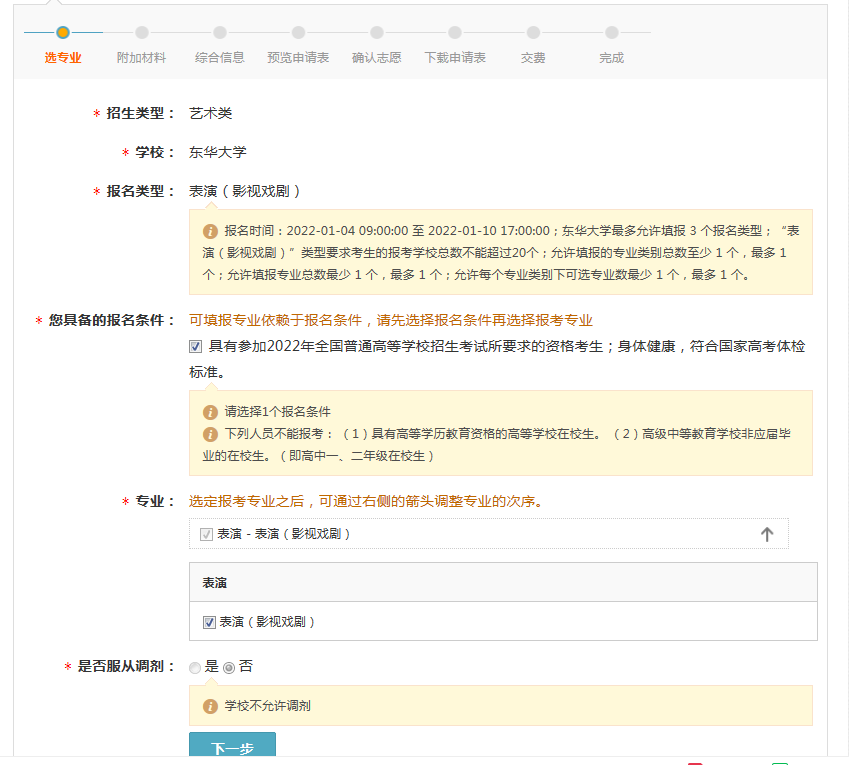 选专业 附加材料 综合信息 预览申请表 确认志愿 下载申请表 交费 完成
* 招生类型： 艺术类
* 学校： 东华大学
* 报名类型： 表演（影视戏剧）
报名时间：2022-01-04 09:00:00 至 2022-01-10 17:00:00；东华大学最多允许填报 3 个报名类型；“表
演（影视戏剧）”类型要求考生的报考学校总数不能超过20个；允许填报的专业类别总数至少 1 个，最多 1
个；允许填报专业总数最少 1 个，最多 1 个；允许每个专业类别下可选专业数最少 1 个，最多 1 个。
* 您具备的报名条件： 可填报专业依赖于报名条件，请先选择报名条件再选择报考专业
具有参加2022年全国普通高等学校招生考试所要求的资格考生；身体健康，符合国家高考体检
标准。
请选择1个报名条件
下列人员不能报考：（1）具有高等学历教育资格的高等学校在校生。（2）高级中等教育学校非应届毕
业的在校生。（即高中一、二年级在校生）
* 专业： 选定报考专业之后，可通过右侧的箭头调整专业的次序。
表演 - 表演（影视戏剧）
表演
表演（影视戏剧）
* 是否服从调剂： 是 否
学校不允许调剂
下一步